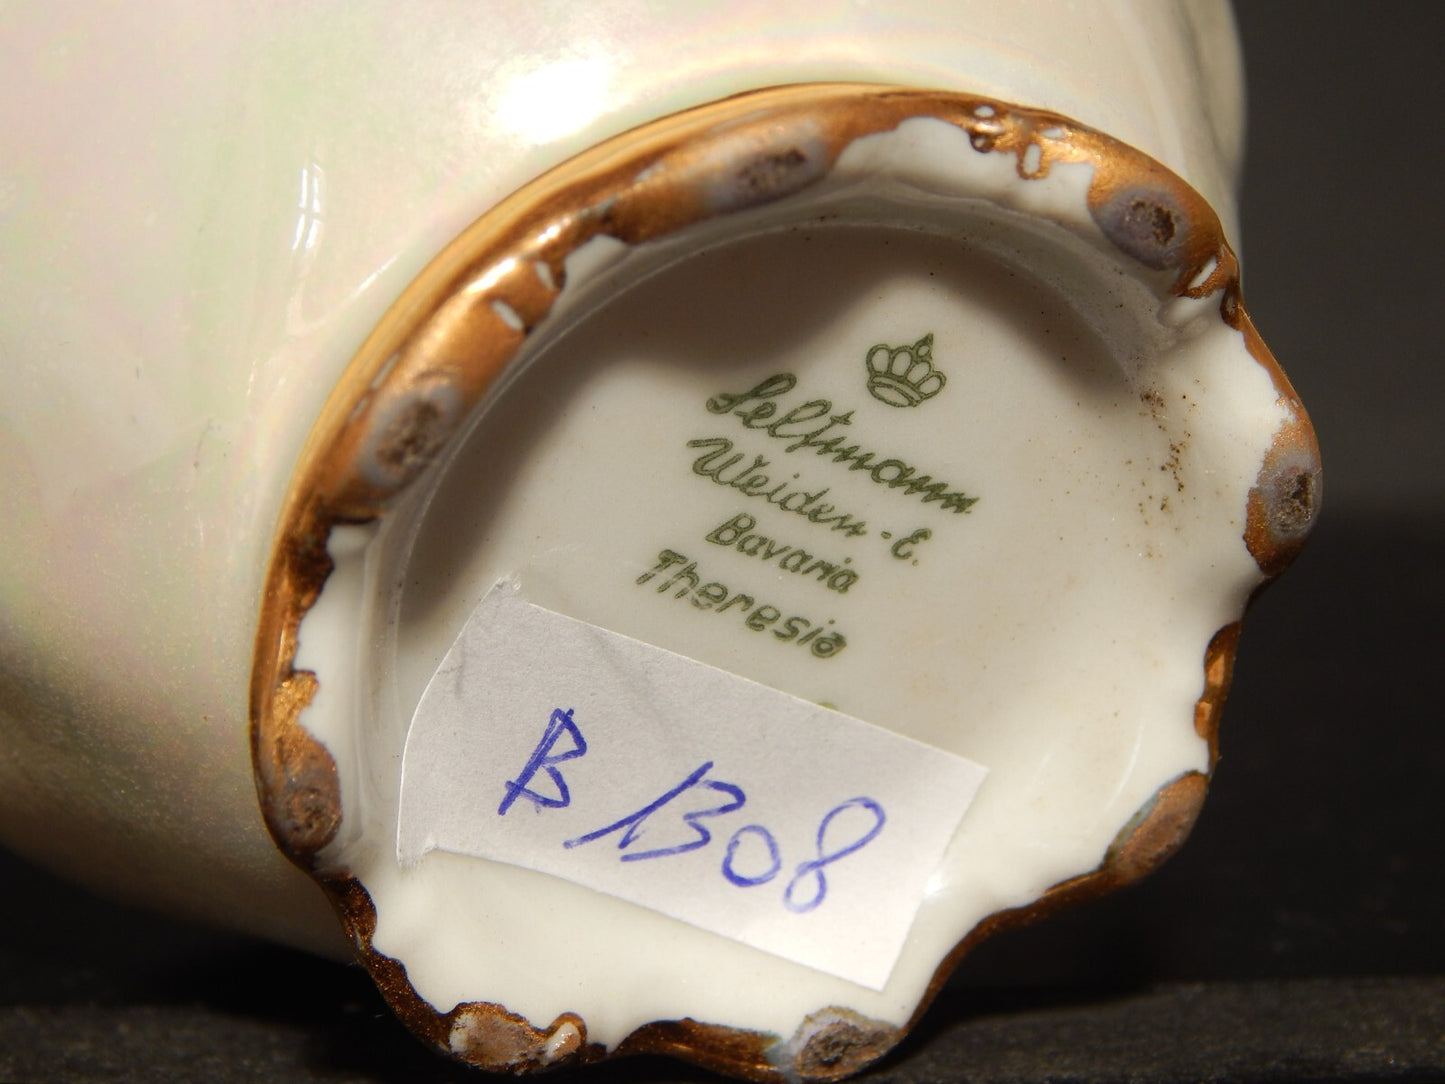 Seltmann
Weiden-E.
Bavaria
Theresia
B 1308